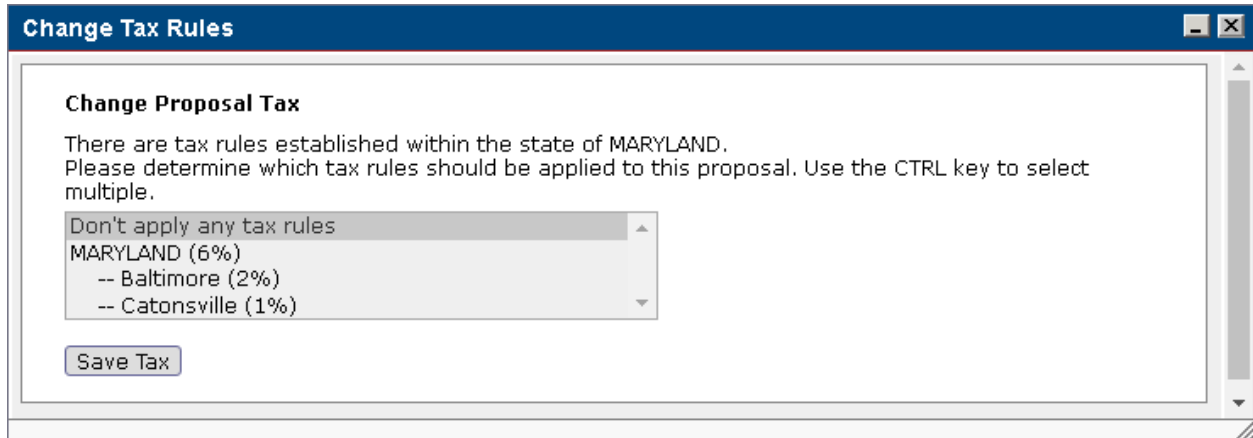 Change Tax Rules
Change Proposal Tax
There are tax rules established within the state of MARYLAND.
Please determine which tax rules should be applied to this proposal. Use the CTRL key to select
multiple.
Don't apply any tax rules
MARYLAND (6%)
-- Baltimore (2%)
-- Catonsville (1%)
Save Tax